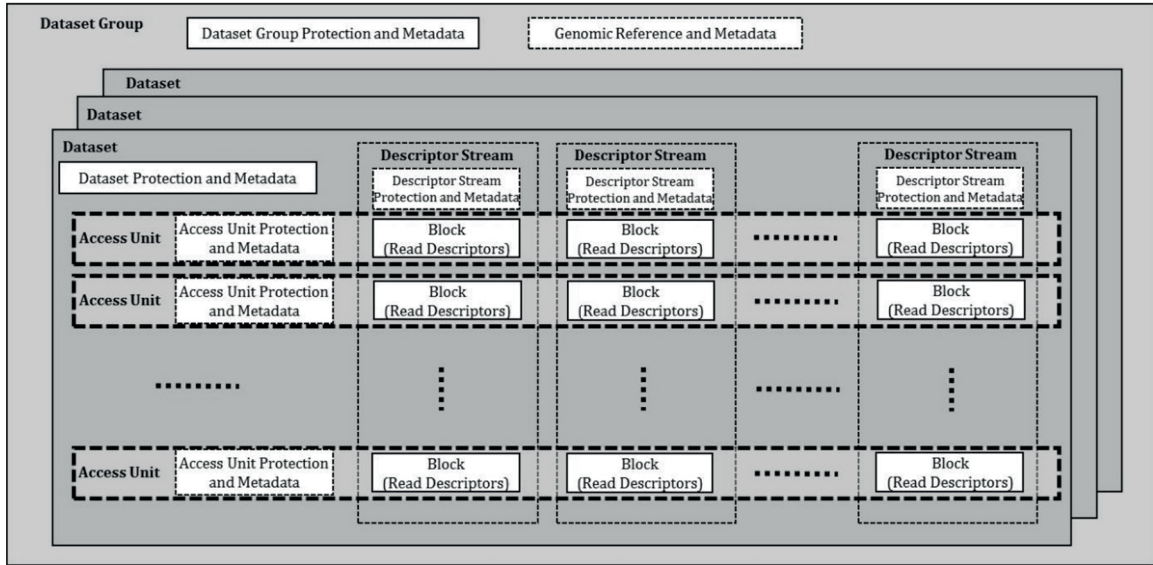 Dataset Group
Dataset Group Protection and Metadata
Genomic Reference and Metadata
Dataset
Dataset
Dataset
Dataset Protection and Metadata
Descriptor Stream
Descriptor Stream
Descriptor Stream
Descriptor Stream
Protection and Metadata
Descriptor Stream
Protection and Metadata
Descriptor Stream
Protection and Metadata
Access Unit
Access Unit Protection
and Metadata
Block
(Read Descriptors)
Block
(Read Descriptors)
Block
(Read Descriptors)
Access Unit
Access Unit Protection
and Metadata
Block
(Read Descriptors)
Block
(Read Descriptors)
Block
(Read Descriptors)
Access Unit
Access Unit Protection
and Metadata
Block
(Read Descriptors)
Block
(Read Descriptors)
Block
(Read Descriptors)